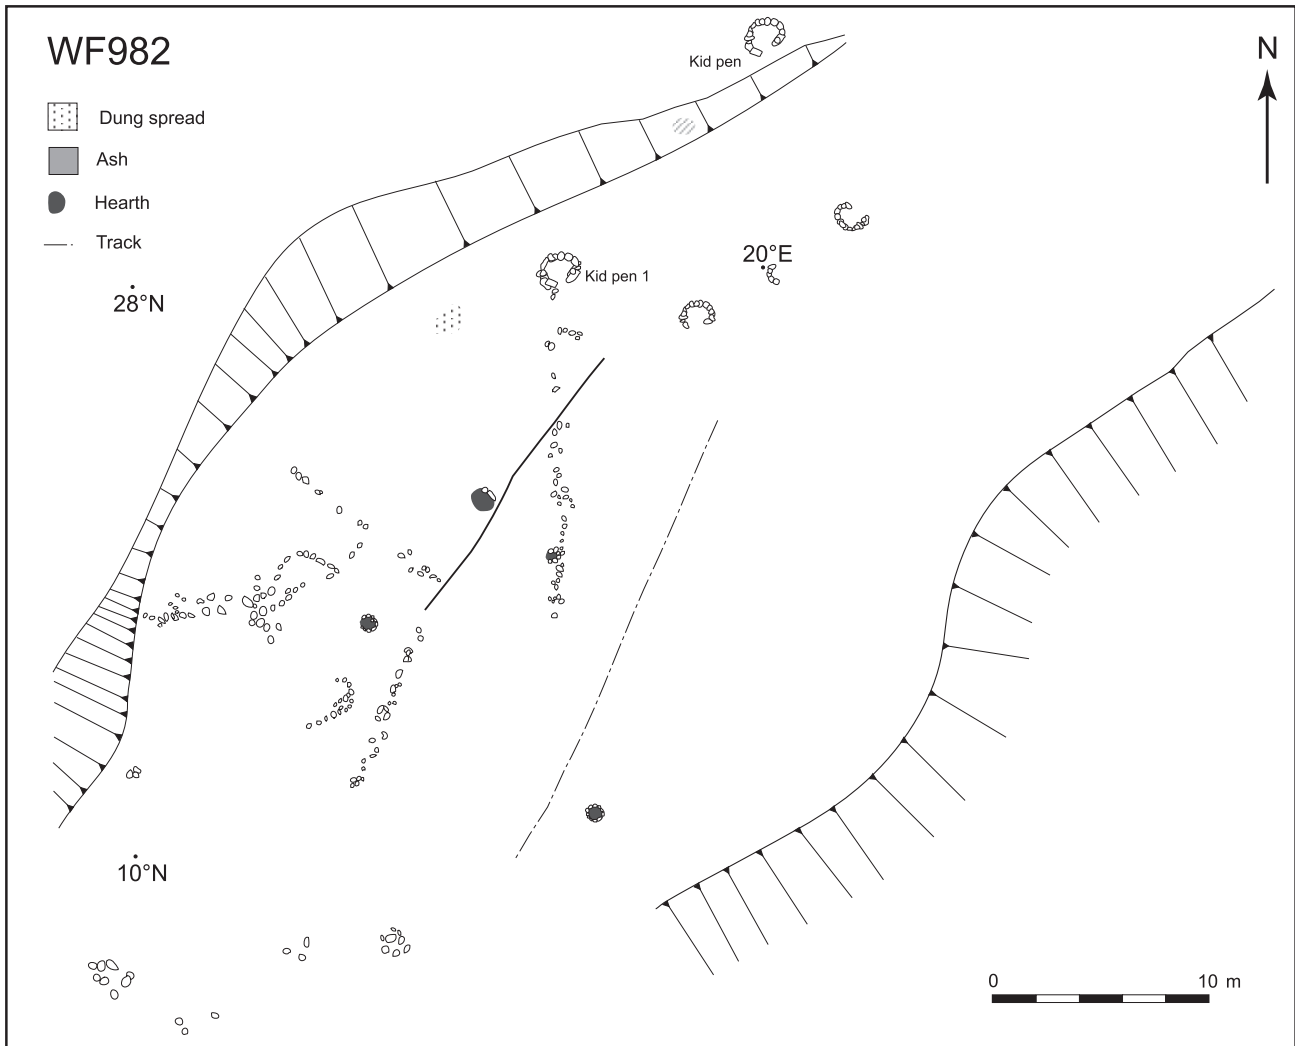 WF982
Kid pen
N
Dung spread
Ash
Hearth
Track
20°E
Kid pen 1
28°N
10°N
0 10 m